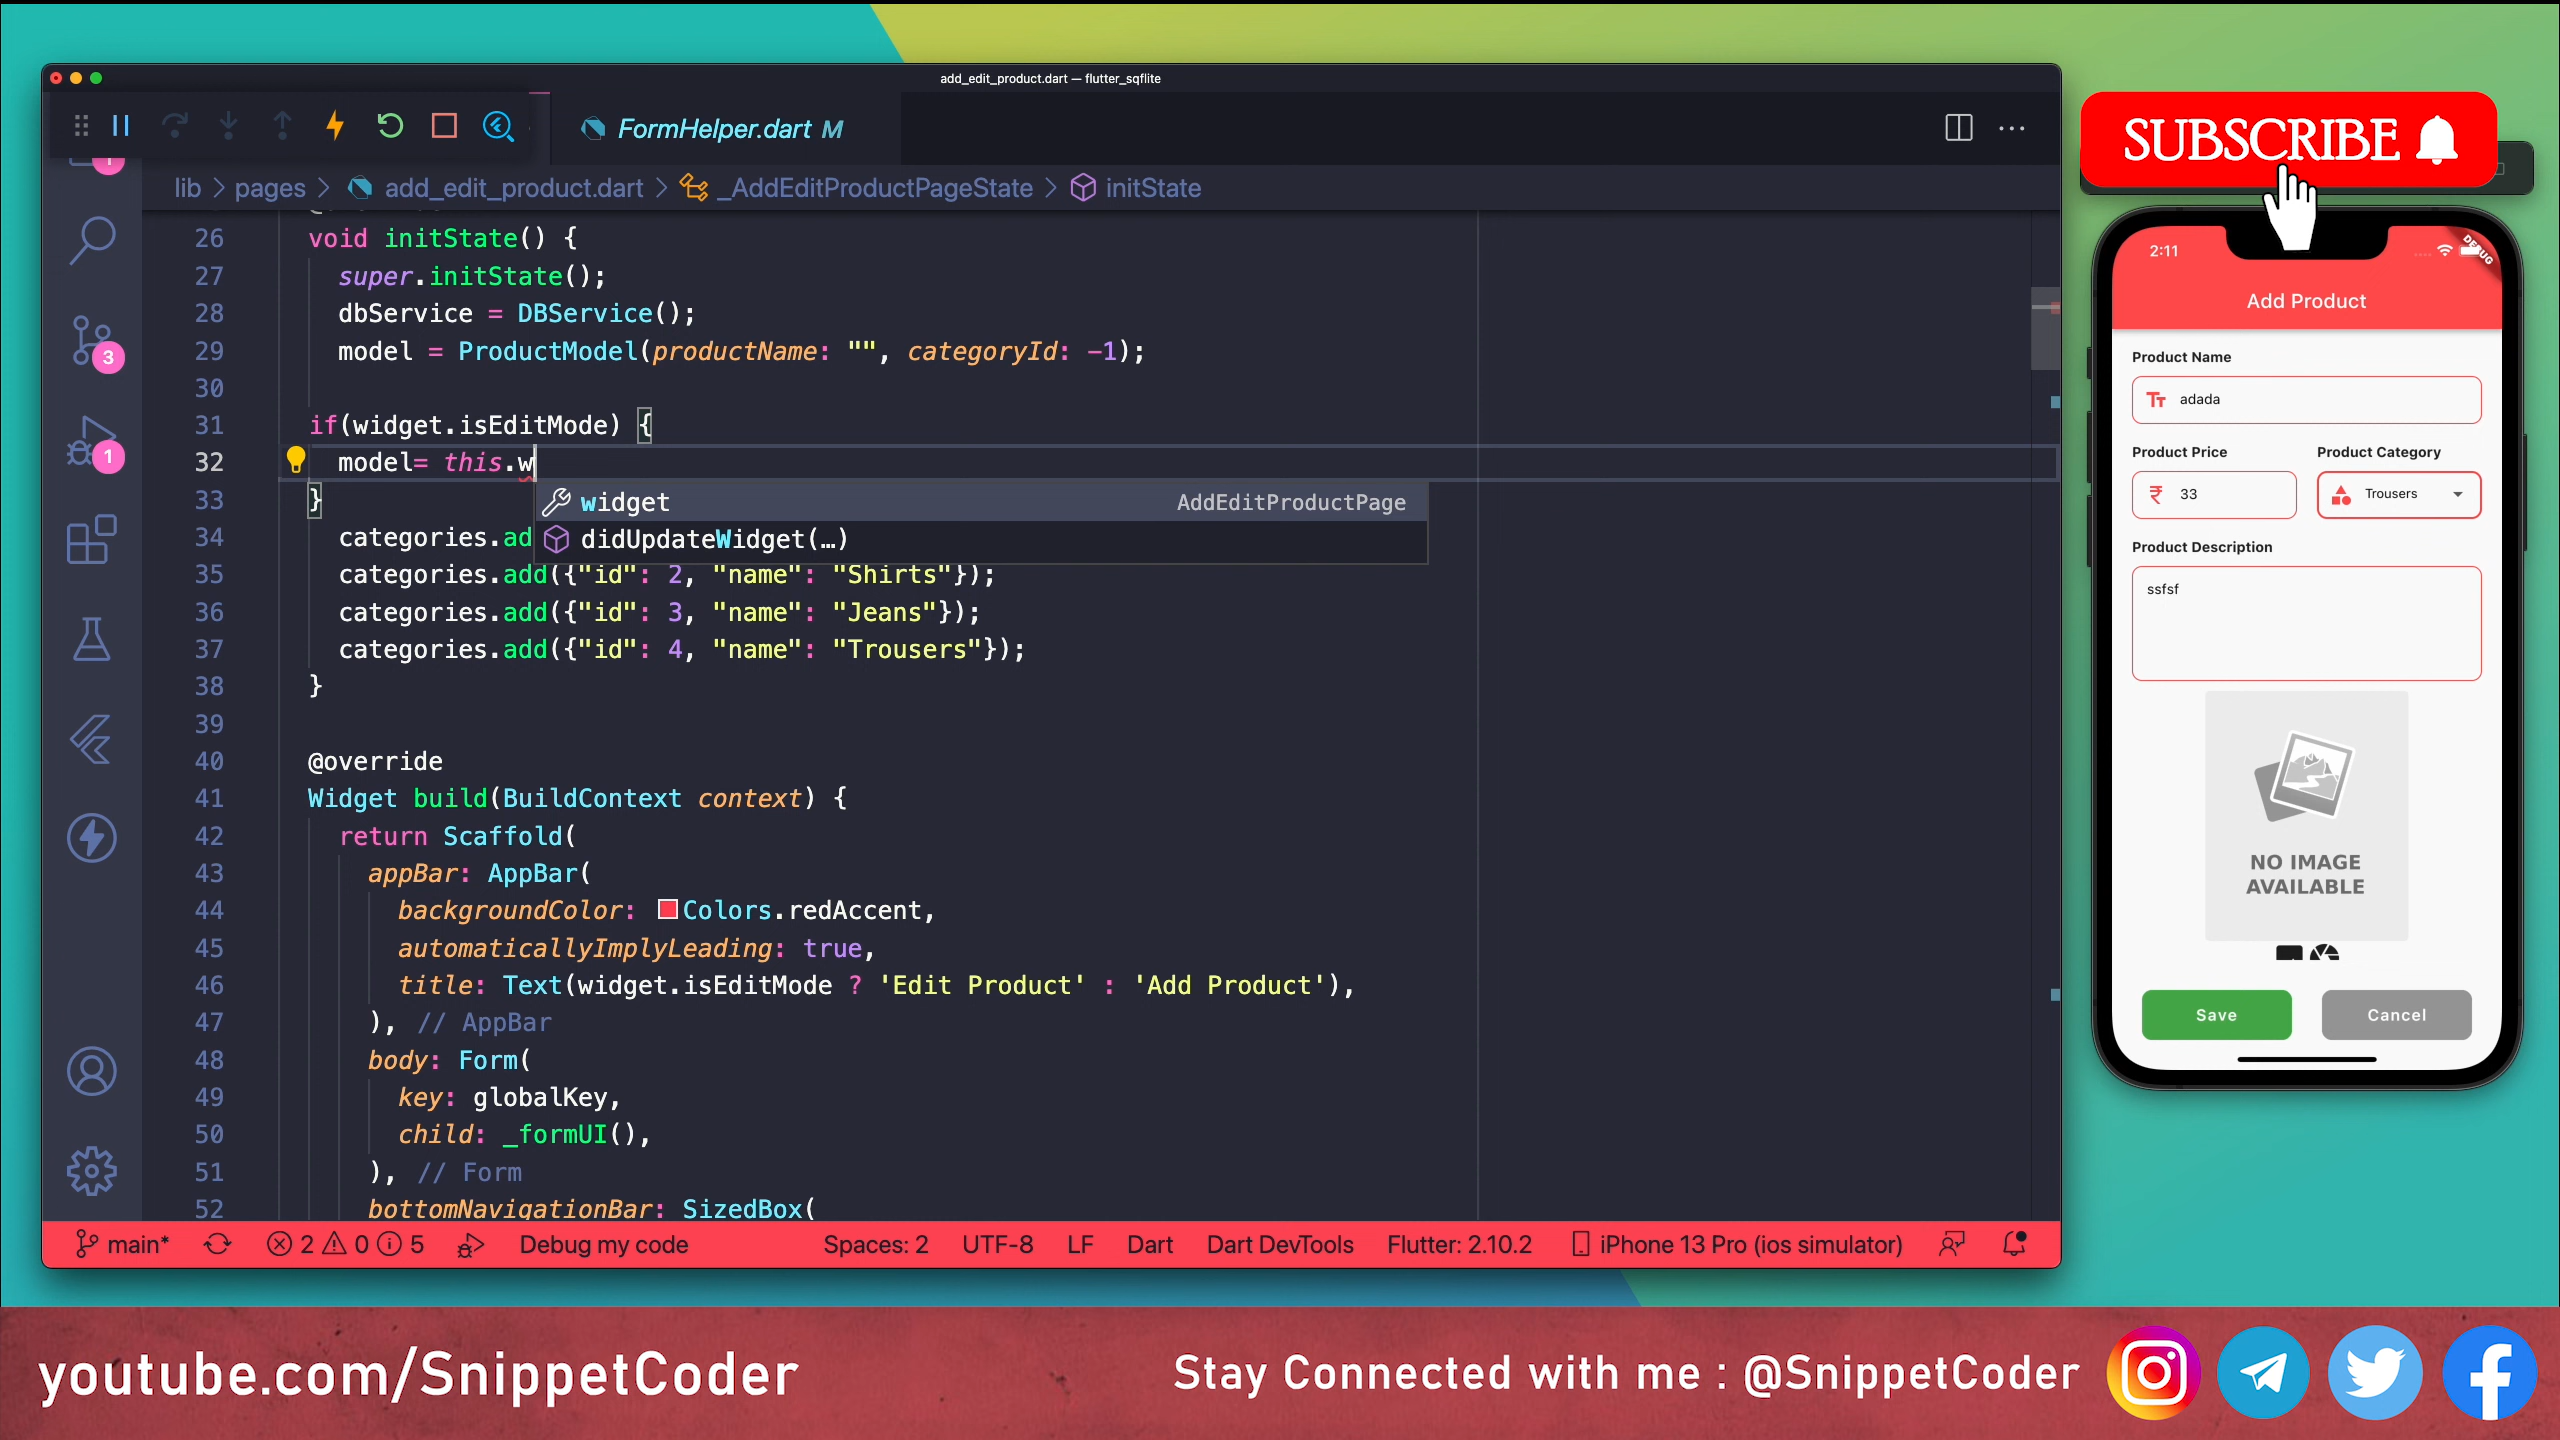 add_edit_product.dart — flutter_sqflite
FormHelper.dart M
lib > pages > add_edit_product.dart > _AddEditProductPageState > initState
26 void initState() {
27 super.initState();
28 dbService = DBService();
29 model = ProductModel(productName: "", categoryId: -1);
30
31 if(widget.isEditMode) {
32 model= this.w
widget AddEditProductPage
33 }
didUpdateWidget(…)
34 categories.ad
35 categories.add({"id": 2, "name": "Shirts"});
36 categories.add({"id": 3, "name": "Jeans"});
37 categories.add({"id": 4, "name": "Trousers"});
38 }
39
40 @override
41 Widget build(BuildContext context) {
42 return Scaffold(
43 appBar: AppBar(
44 backgroundColor: Colors.redAccent,
45 automaticallyImplyLeading: true,
46 title: Text(widget.isEditMode ? 'Edit Product' : 'Add Product'),
47 ), // AppBar
48 body: Form(
49 key: globalKey,
50 child: _formUI(),
51 ), // Form
52 bottomNavigationBar: SizedBox(
1
3
1
main* 2 0 5 Debug my code Spaces: 2 UTF-8 LF Dart Dart DevTools Flutter: 2.10.2 iPhone 13 Pro (ios simulator)
SUBSCRIBE
2:11
DEBUG
Add Product
Product Name
adada
Product Price Product Category
₹ 33 Trousers
Product Description
ssfsf
NO IMAGE
AVAILABLE
Save Cancel
youtube.com/SnippetCoder Stay Connected with me : @SnippetCoder